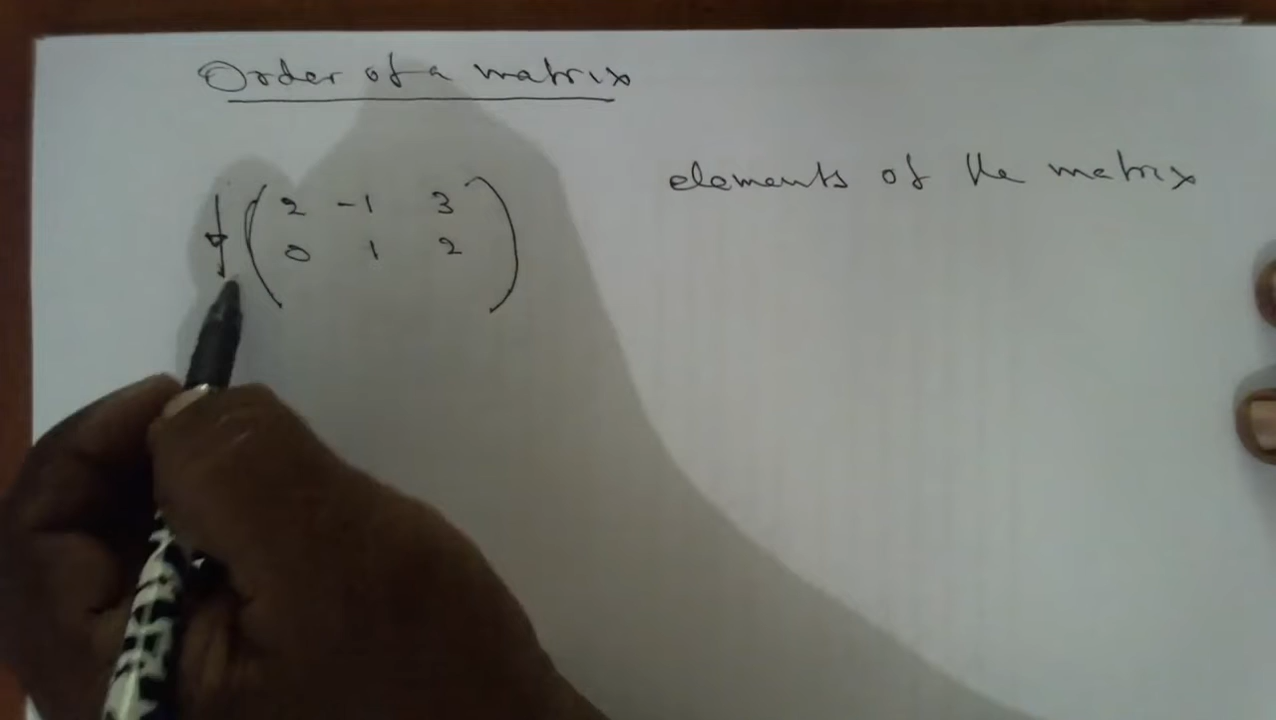 Order of a matrix
elements of the matrix
( 2 -1 3
0 1 2 )